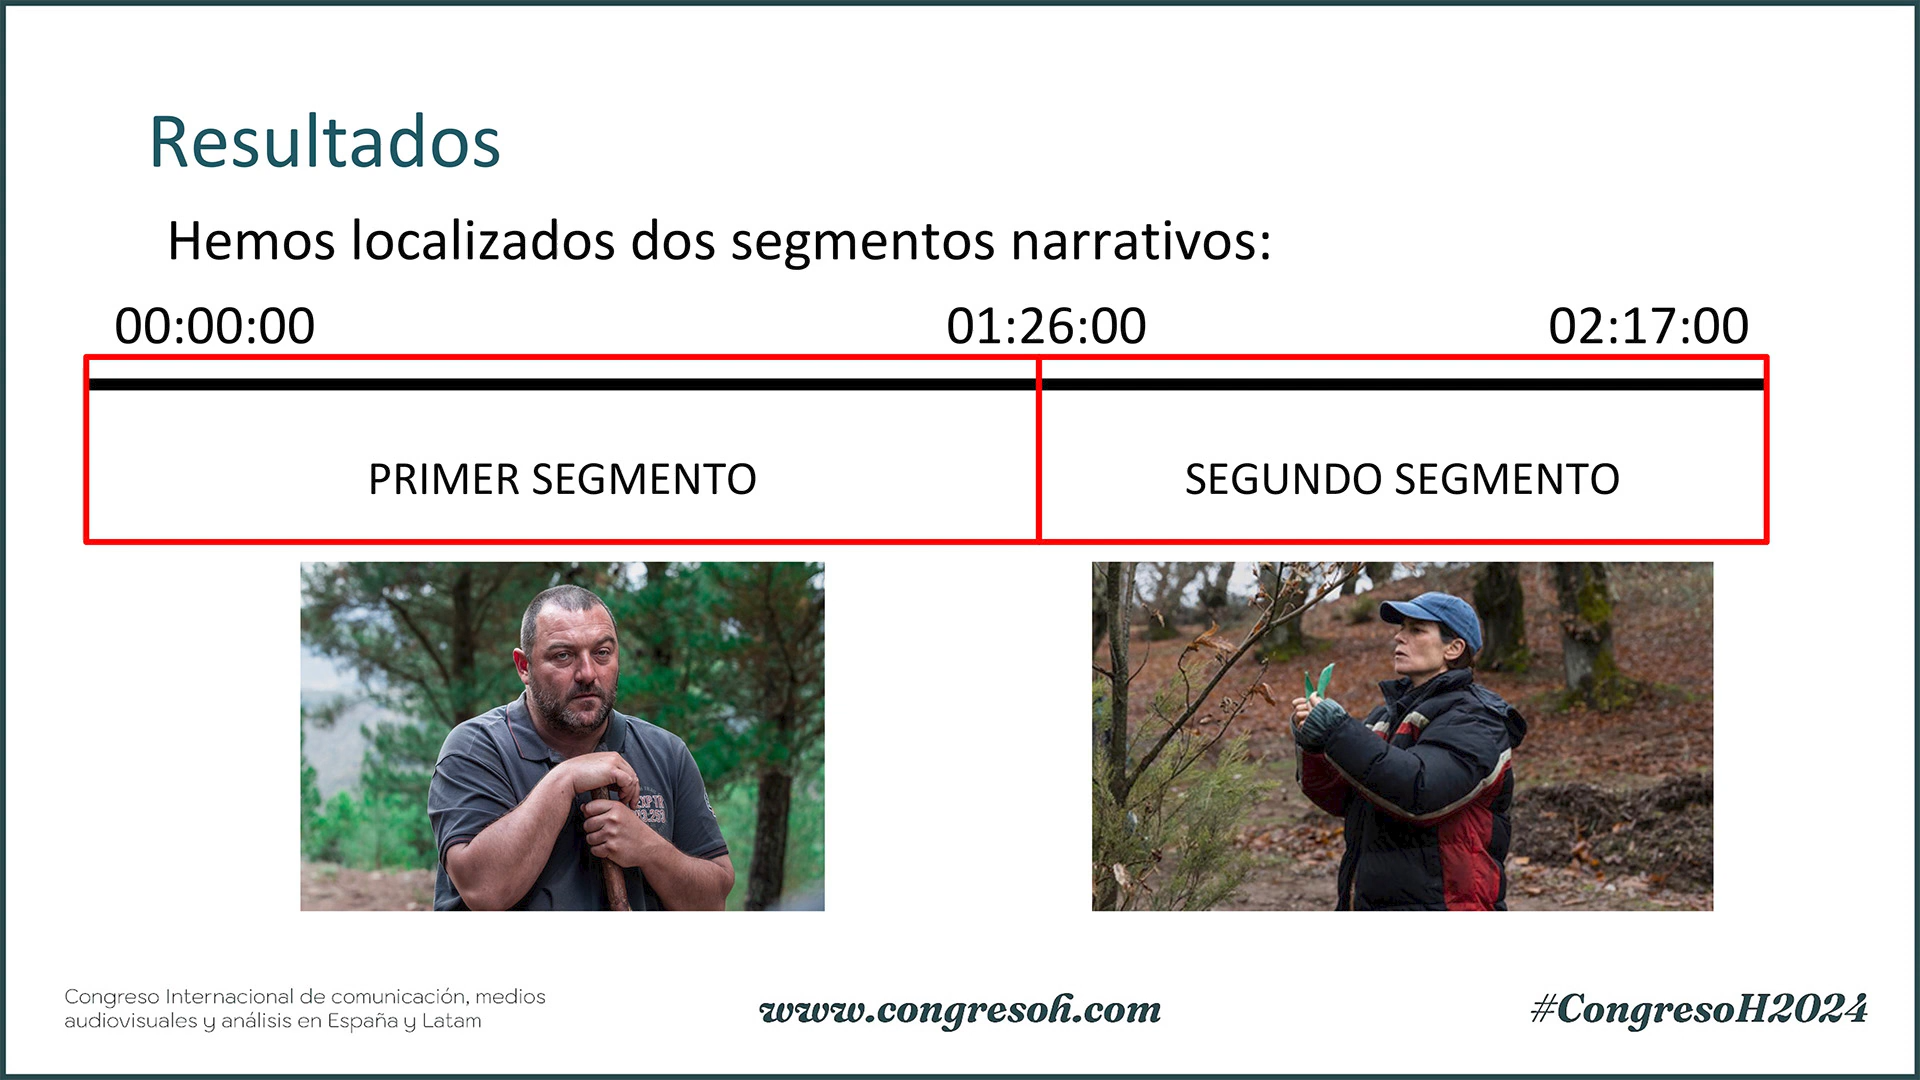 Resultados
Hemos localizados dos segmentos narrativos:
00:00:00 01:26:00 02:17:00
PRIMER SEGMENTO SEGUNDO SEGMENTO
Congreso Internacional de comunicación, medios
audiovisuales y análisis en España y Latam
www.congresoh.com
#CongresoH2024